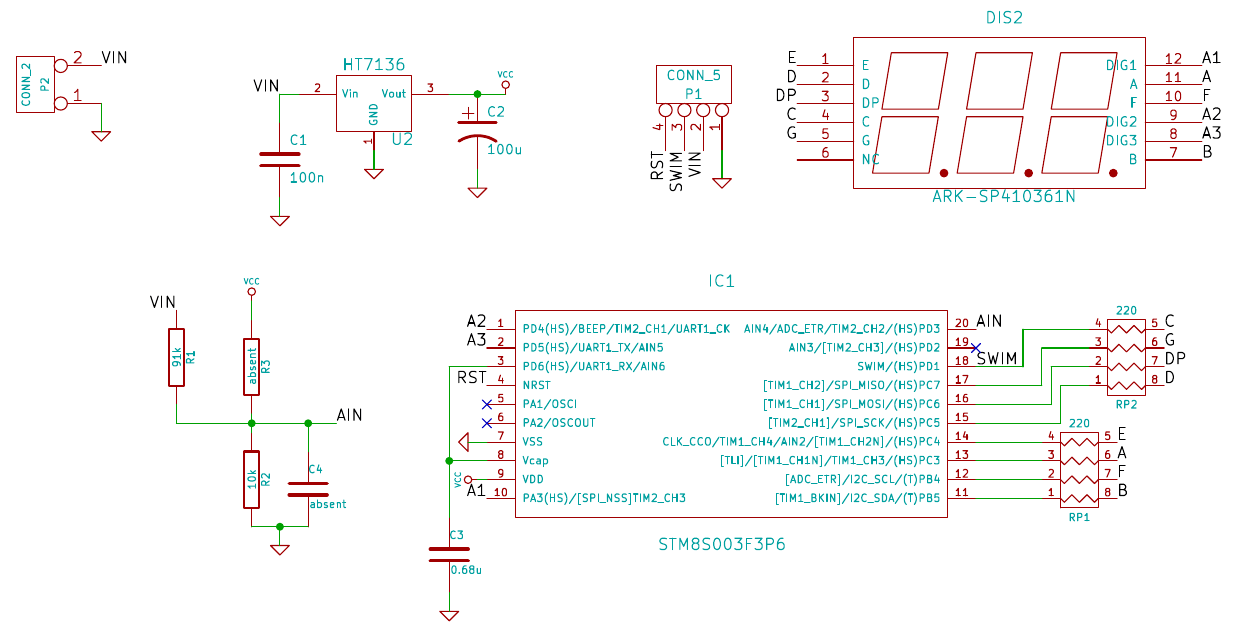 DIS2
CONN_2
P2
2
VIN
1
HT7136
VIN
2
Vin
Vout
3
vcc
GND
1
U2
C1
100n
C2
100u
CONN_5
P1
4
3
2
1
RST
SWIM
VIN
E 1 E
DIG1 12 A1
D 2 D
A 11 A
DP 3 DP
F 10 F
C 4 C
DIG2 9 A2
G 5 G
DIG3 8 A3
6 NC
B 7 B
ARK-SP410361N
VIN
91k
R1
vcc
absent
R3
AIN
10k
R2
C4
absent
IC1
A2 1 PD4(HS)/BEEP/TIM2_CH1/UART1_CK
AIN4/ADC_ETR/TIM2_CH2/(HS)PD3 20 AIN
A3 2 PD5(HS)/UART1_TX/AIN5
AIN3/[TIM2_CH3]/(HS)PD2 19
3 PD6(HS)/UART1_RX/AIN6
SWIM/(HS)PD1 18 SWIM
RST 4 NRST
[TIM1_CH2]/SPI_MISO/(HS)PC7 17
5 PA1/OSCI
[TIM1_CH1]/SPI_MOSI/(HS)PC6 16
6 PA2/OSCOUT
[TIM2_CH1]/SPI_SCK/(HS)PC5 15
7 VSS
CLK_CCO/TIM1_CH4/AIN2/[TIM1_CH2N]/(HS)PC4 14
8 Vcap
[TLI]/[TIM1_CH1N]/TIM1_CH3/(HS)PC3 13
vcc 9 VDD
[ADC_ETR]/I2C_SCL/(T)PB4 12
A1 10 PA3(HS)/[SPI_NSS]TIM2_CH3
[TIM1_BKIN]/I2C_SDA/(T)PB5 11
STM8S003F3P6
C3
0.68u
220
4 5 C
3 6 G
2 7 DP
1 8 D
RP2
220
4 5 E
3 6 A
2 7 F
1 8 B
RP1